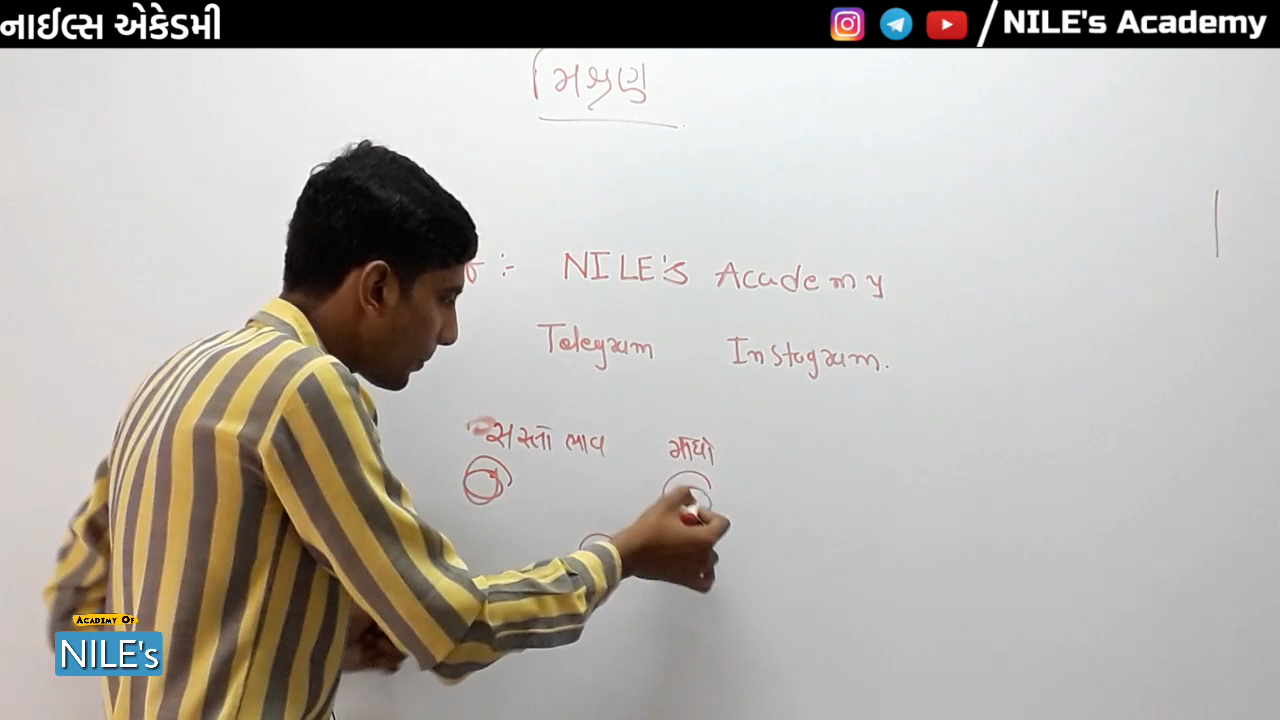 નાઈલ્સ એકેડમી
/NILE's Academy
મિશ્રણ
:- NILE's Academy
Telegram Instagram.
સસ્તો ભાવ
ACADEMY OF
NILE's